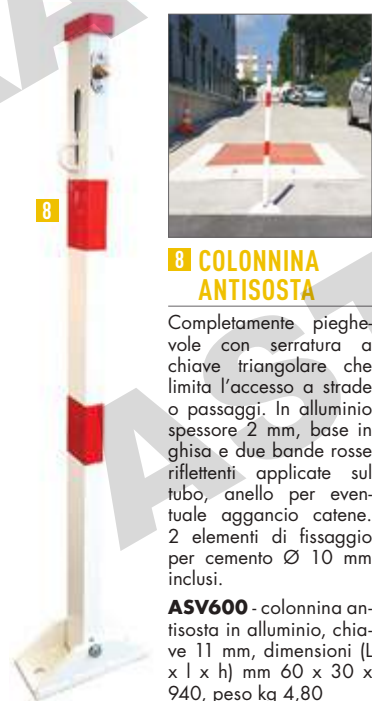 8
8 COLONNINA
ANTISOSTA
Completamente pieghe-
vole con serratura a
chiave triangolare che
limita l'accesso a strade
o passaggi. In alluminio
spessore 2 mm, base in
ghisa e due bande rosse
riflettenti applicate sul
tubo, anello per even-
tuale aggancio catene.
2 elementi di fissaggio
per cemento Ø 10 mm
inclusi.
ASV600 - colonnina an-
tisosta in alluminio, chia-
ve 11 mm, dimensioni (L
x l x h) mm 60 x 30 x
940, peso kg 4,80